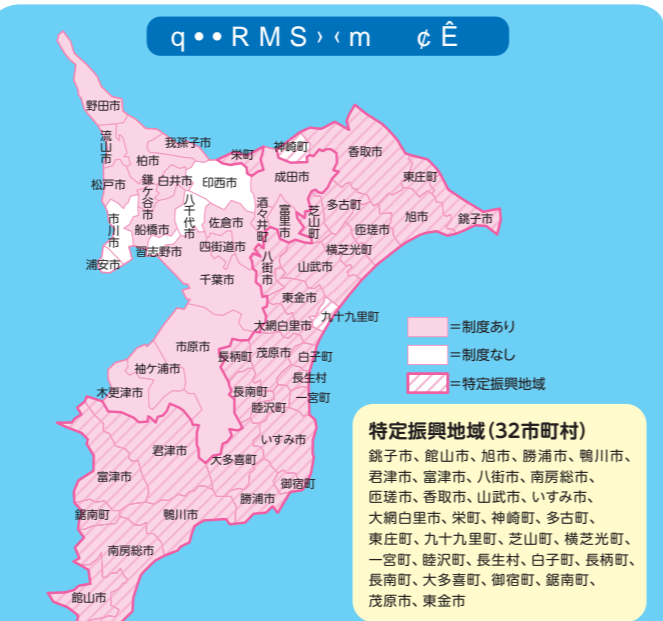 q••RMS››m ¢Ê
野田市
流山市
我孫子市
柏市
松戸市
鎌ケ谷市
白井市
印西市
栄町
神崎町
香取市
成田市
東庄町
市川市
船橋市
八千代市
佐倉市
酒々井町
富里市
芝山町
多古町
旭市
銚子市
匝瑳市
横芝光町
浦安市
習志野市
四街道市
八街市
山武市
千葉市
東金市
九十九里町
大網白里市
市原市
長柄町
茂原市
白子町
袖ケ浦市
長生村
木更津市
長南町
一宮町
睦沢町
いすみ市
君津市
大多喜町
富津市
御宿町
勝浦市
鋸南町
鴨川市
南房総市
館山市
=制度あり
=制度なし
=特定振興地域
特定振興地域(32市町村)
銚子市、館山市、旭市、勝浦市、鴨川市、
君津市、富津市、八街市、南房総市、
匝瑳市、香取市、山武市、いすみ市、
大網白里市、栄町、神崎町、多古町、
東庄町、九十九里町、芝山町、横芝光町、
一宮町、睦沢町、長生村、白子町、長柄町、
長南町、大多喜町、御宿町、鋸南町、
茂原市、東金市